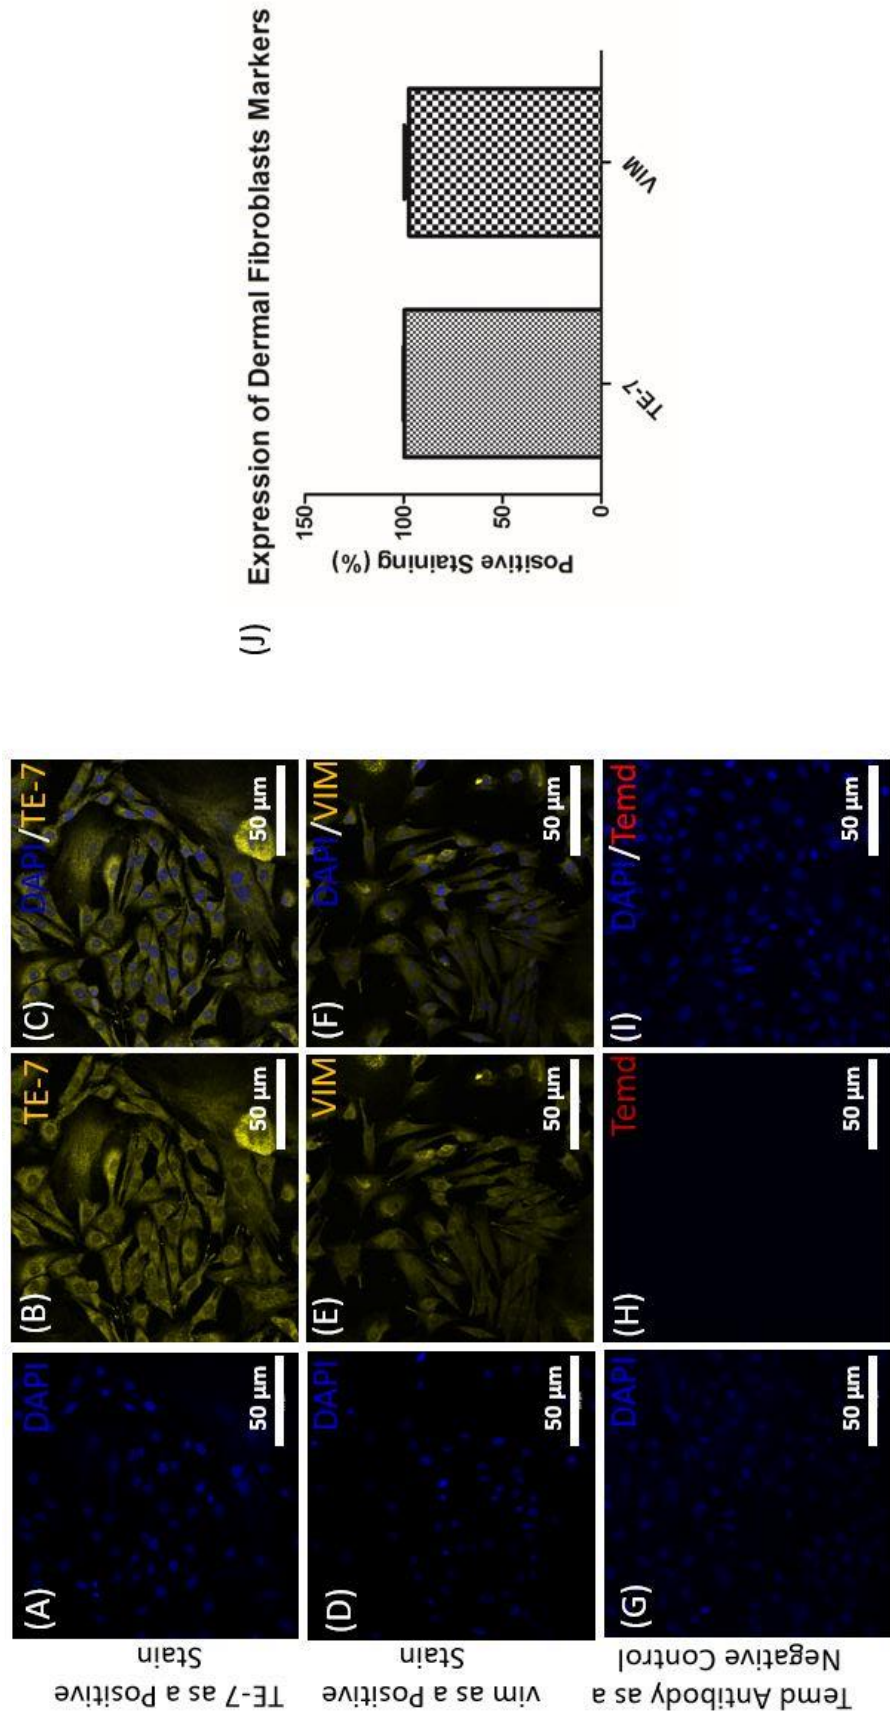 TE-7 as a Positive
Stain
(A)
DAPI
50 µm
(B)
TE-7
50 µm
(C)
DAPI/TE-7
50 µm
vim as a Positive
Stain
(D)
DAPI
50 µm
(E)
VIM
50 µm
(F)
DAPI/VIM
50 µm
Temd Antibody as a
Negative Control
(G)
DAPI
50 µm
(H)
Temd
50 µm
(I)
DAPI/Temd
50 µm
(J)
Expression of Dermal Fibroblasts Markers
Positive Staining (%)
150
100
50
0
TE-7
VIM